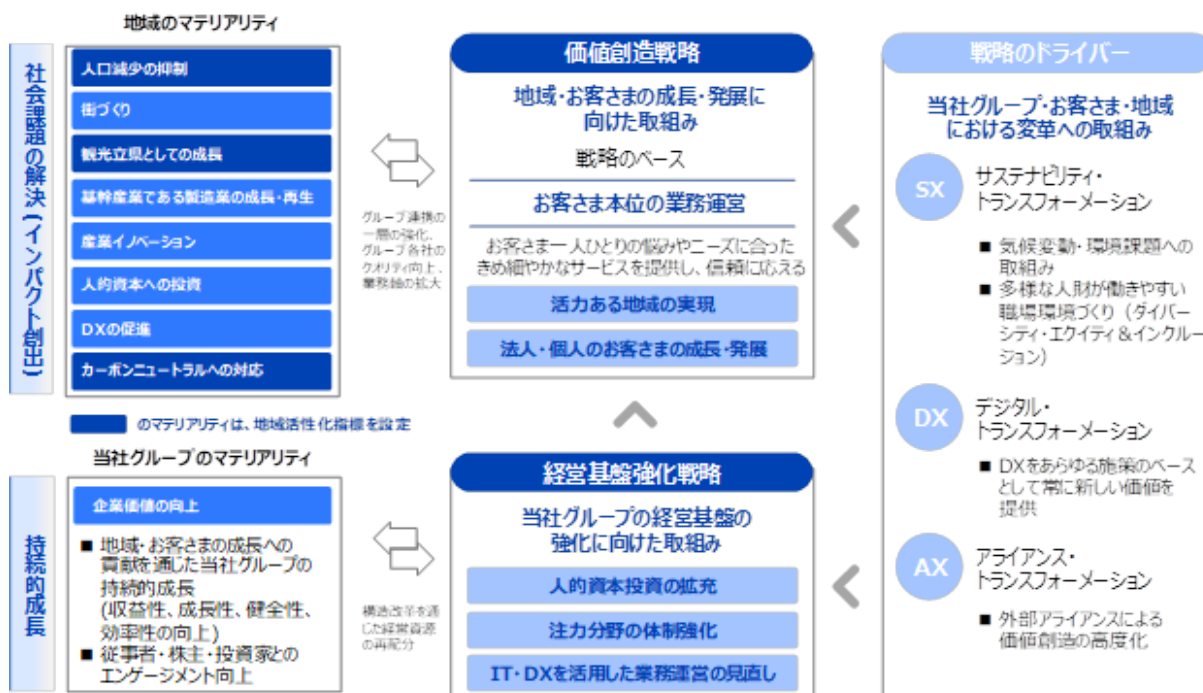 地域のマテリアリティ
社会課題の解決(インパクト創出)
人口減少の抑制
街づくり
観光立県としての成長
基幹産業である製造業の成長・再生
産業イノベーション
人的資本への投資
DXの促進
カーボンニュートラルへの対応
のマテリアリティは、地域活性化指標を設定
グループ連携の
一層の強化、
グループ各社の
クオリティ向上、
業務軸の拡大
価値創造戦略
地域・お客さまの成長・発展に
向けた取組み
戦略のベース
お客さま本位の業務運営
お客さま一人ひとりの悩みやニーズに合った
きめ細やかなサービスを提供し、信頼に応える
活力ある地域の実現
法人・個人のお客さまの成長・発展
当社グループのマテリアリティ
持続的成長
企業価値の向上
■ 地域・お客さまの成長への
貢献を通じた当社グループの
持続的成長
(収益性、成長性、健全性、
効率性の向上)
■ 従事者・株主・投資家との
エンゲージメント向上
構造改革を通
じた経営資源
の再配分
経営基盤強化戦略
当社グループの経営基盤の
強化に向けた取組み
人的資本投資の拡充
注力分野の体制強化
IT・DXを活用した業務運営の見直し
戦略のドライバー
当社グループ・お客さま・地域
における変革への取組み
SX
サステナビリティ・
トランスフォーメーション
■ 気候変動・環境課題への
取組み
■ 多様な人財が働きやすい
職場環境づくり（ダイバー
シティ・エクイティ＆インクルー
ジョン）
DX
デジタル・
トランスフォーメーション
■ DXをあらゆる施策のベース
として常に新しい価値を
提供
AX
アライアンス・
トランスフォーメーション
■ 外部アライアンスによる
価値創造の高度化